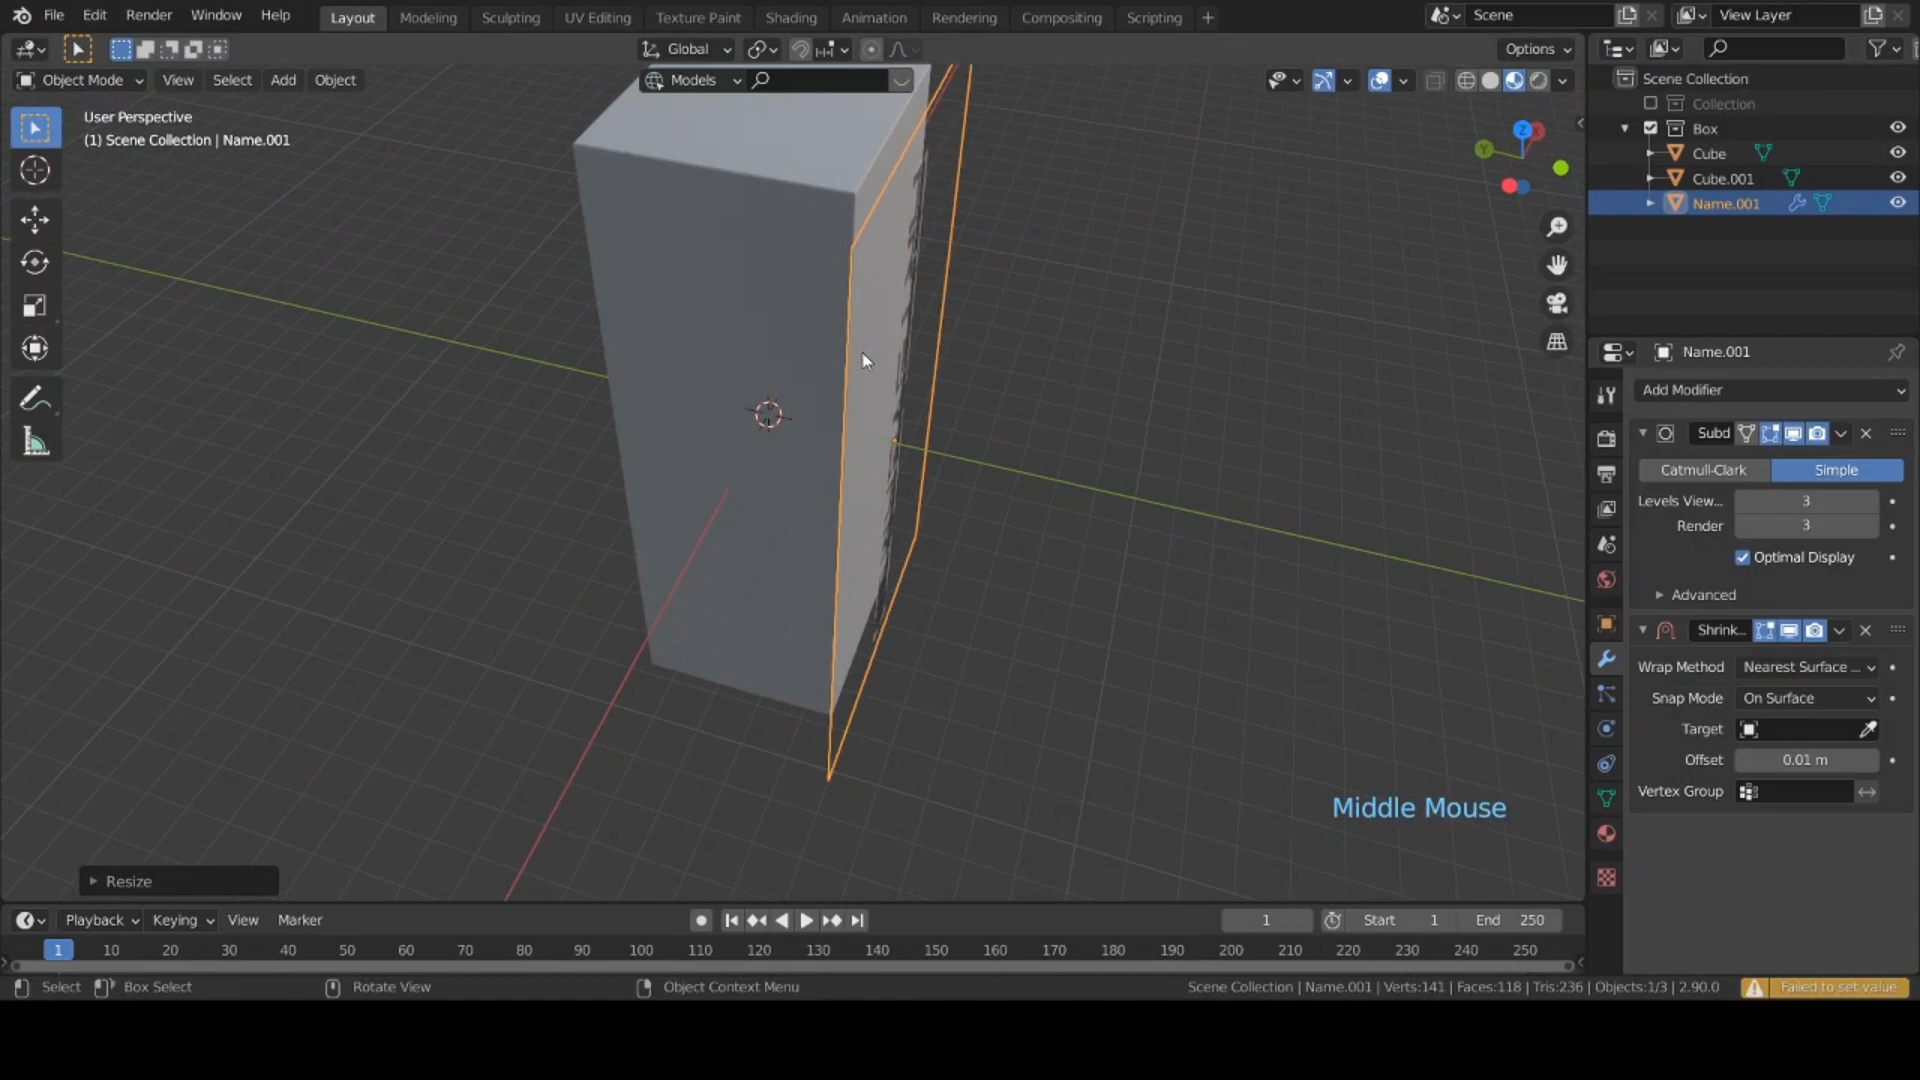 File Edit Render Window Help Layout Modeling Sculpting UV Editing Texture Paint Shading Animation Rendering Compositing Scripting + Scene View Layer
Global Options
Object Mode View Select Add Object Models
User Perspective
(1) Scene Collection | Name.001
Z
X
Y
Scene Collection
Collection
Box
Cube
Cube.001
Name.001
Name.001
Add Modifier
Subd
Catmull-Clark Simple
Levels View... 3
Render 3
Optimal Display
Advanced
Shrink...
Wrap Method Nearest Surface ...
Snap Mode On Surface
Target
Offset 0.01 m
Vertex Group
Middle Mouse
Resize
Playback Keying View Marker 1 Start 1 End 250
1 10 20 30 40 50 60 70 80 90 100 110 120 130 140 150 160 170 180 190 200 210 220 230 240 250
Select Box Select Rotate View Object Context Menu Scene Collection | Name.001 | Verts:141 | Faces:118 | Tris:236 | Objects:1/3 | 2.90.0 Failed to set value